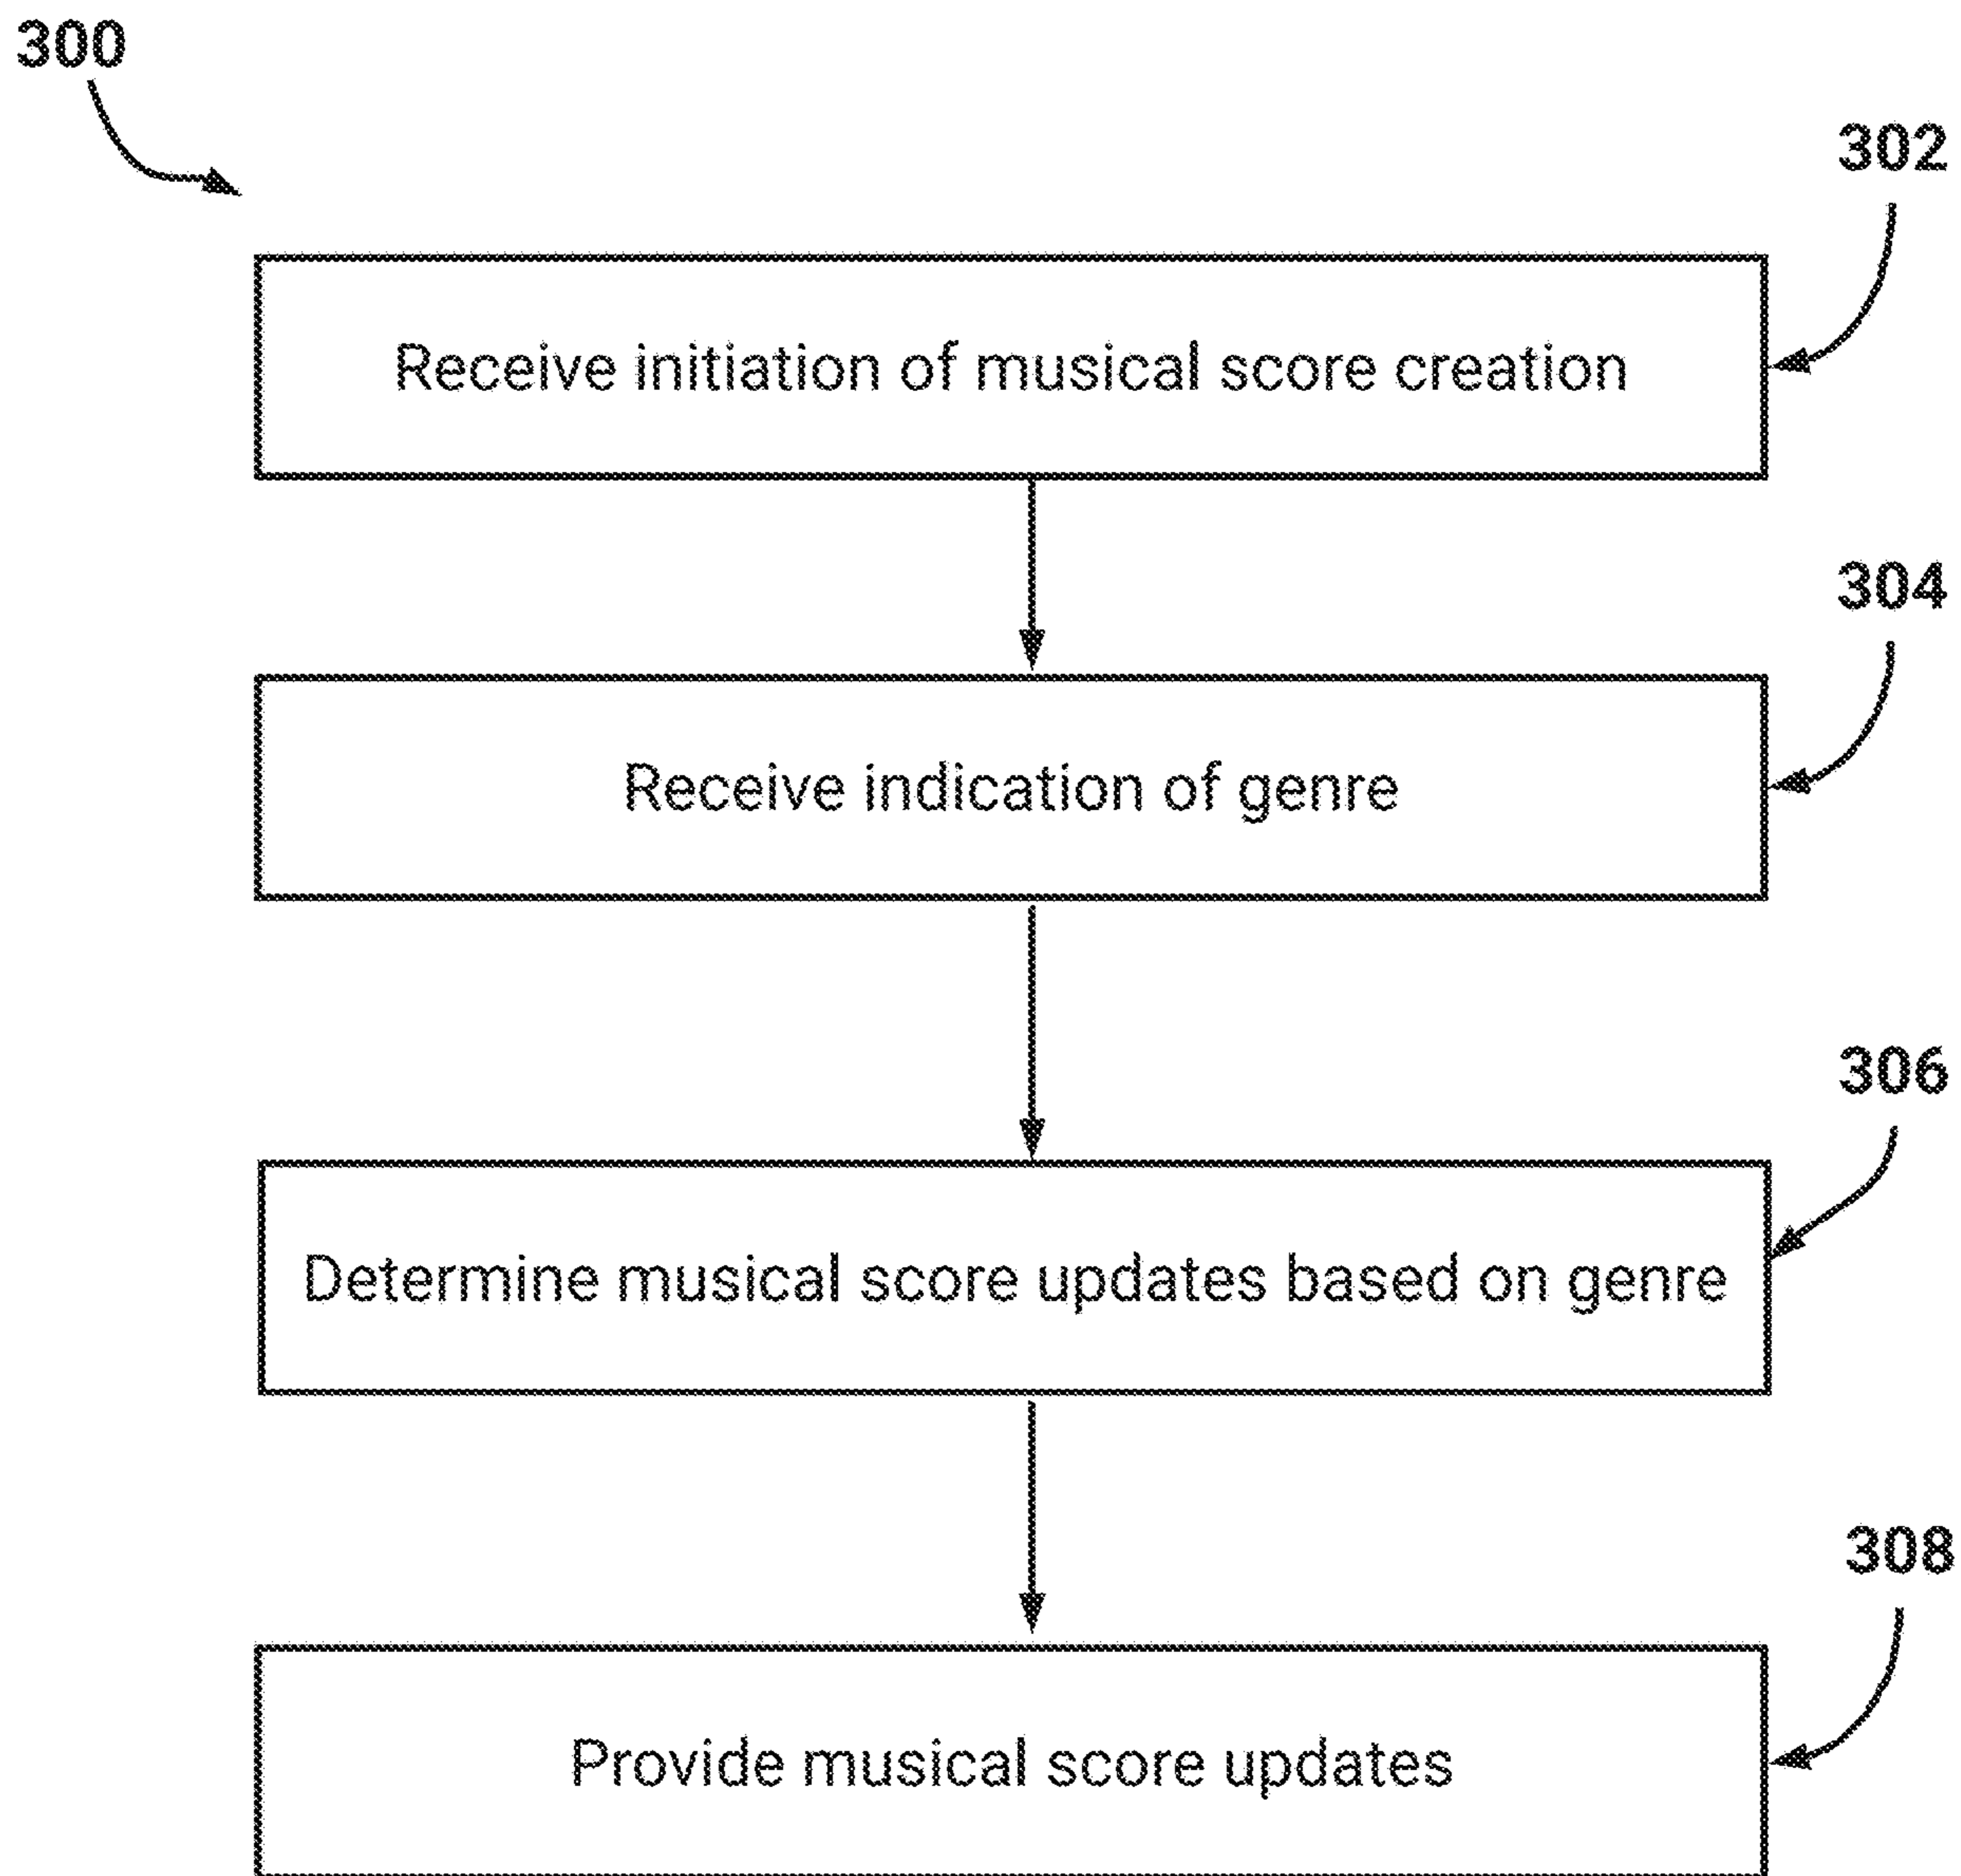 300
302
Receive initiation of musical score creation
304
Receive indication of genre
306
Determine musical score updates based on genre
308
Provide musical score updates